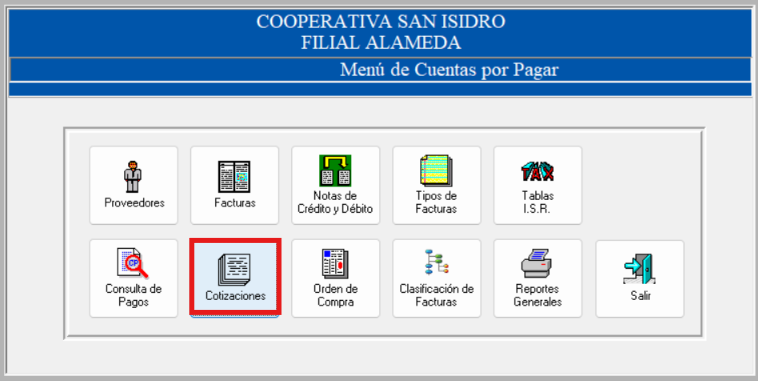 COOPERATIVA SAN ISIDRO
FILIAL ALAMEDA
Menú de Cuentas por Pagar
Proveedores
Facturas
Notas de
Crédito y Débito
Tipos de
Facturas
TAX
Tablas
I.S.R.
CP
Consulta de
Pagos
Cotizaciones
Orden de
Compra
Clasificación de
Facturas
Reportes
Generales
Salir